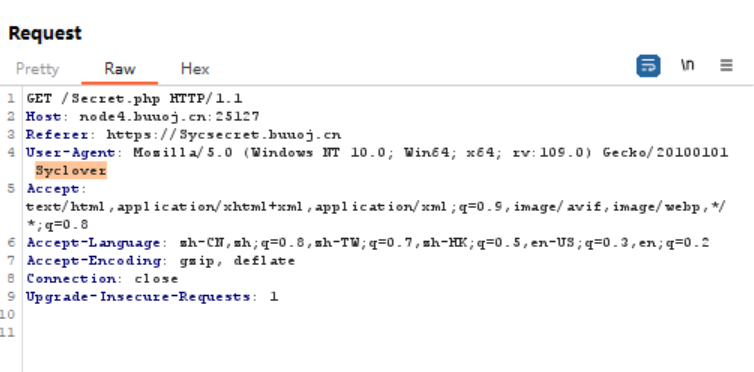 Request
Pretty Raw Hex \n
1 GET /Secret.php HTTP/1.1
2 Host: node4.buuoj.cn:25127
3 Referer: https://Sycsecret.buuoj.cn
4 User-Agent: Mozilla/5.0 (Windows NT 10.0; Win64; x64; rv:109.0) Gecko/20100101
Syclover
5 Accept:
text/html,application/xhtml+xml,application/xml;q=0.9,image/avif,image/webp,*/
*;q=0.8
6 Accept-Language: zh-CN,zh;q=0.8,zh-TW;q=0.7,zh-HK;q=0.5,en-US;q=0.3,en;q=0.2
7 Accept-Encoding: gzip, deflate
8 Connection: close
9 Upgrade-Insecure-Requests: 1
10
11